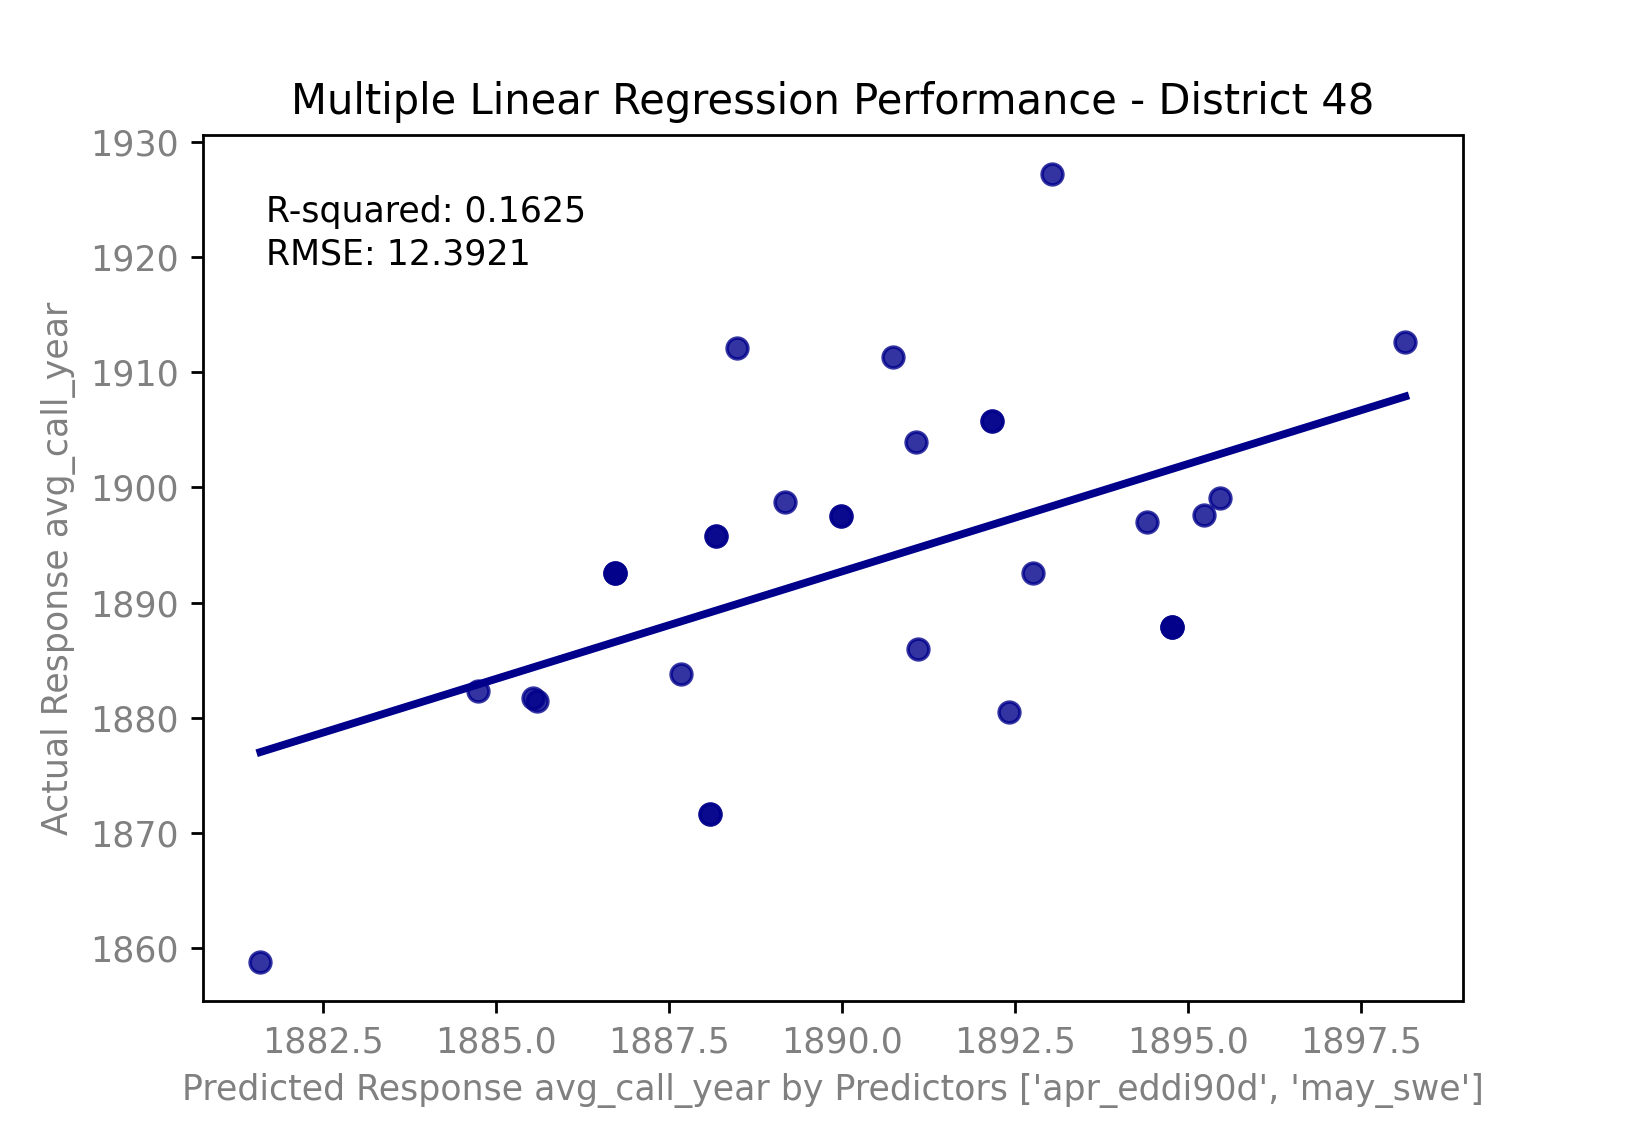 Multiple Linear Regression Performance - District 48
R-squared: 0.1625
RMSE: 12.3921
Actual Response avg_call_year
1930
1920
1910
1900
1890
1880
1870
1860
1882.5 1885.0 1887.5 1890.0 1892.5 1895.0 1897.5
Predicted Response avg_call_year by Predictors ['apr_eddi90d', 'may_swe']